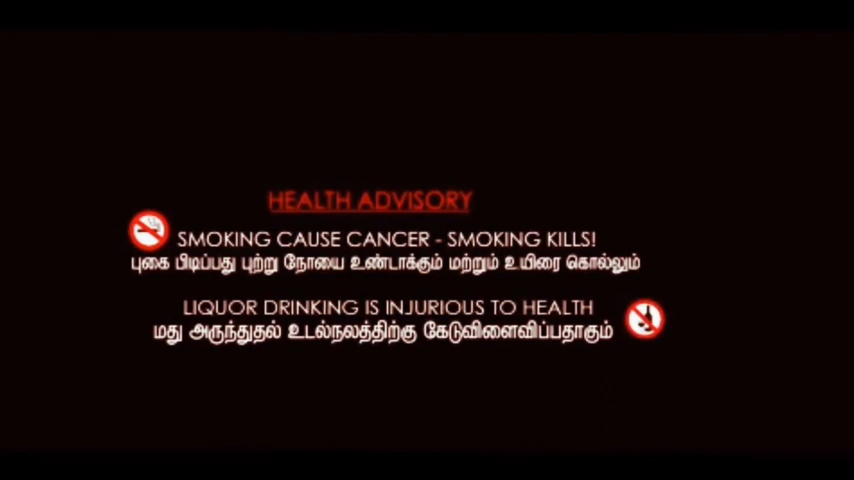 HEALTH ADVISORY
SMOKING CAUSE CANCER - SMOKING KILLS!
புகை பிடிப்பது புற்று நோயை உண்டாக்கும் மற்றும் உயிரை கொல்லும்
LIQUOR DRINKING IS INJURIOUS TO HEALTH
மது அருந்துதல் உடல்நலத்திற்கு கேடுவிளைவிப்பதாகும்